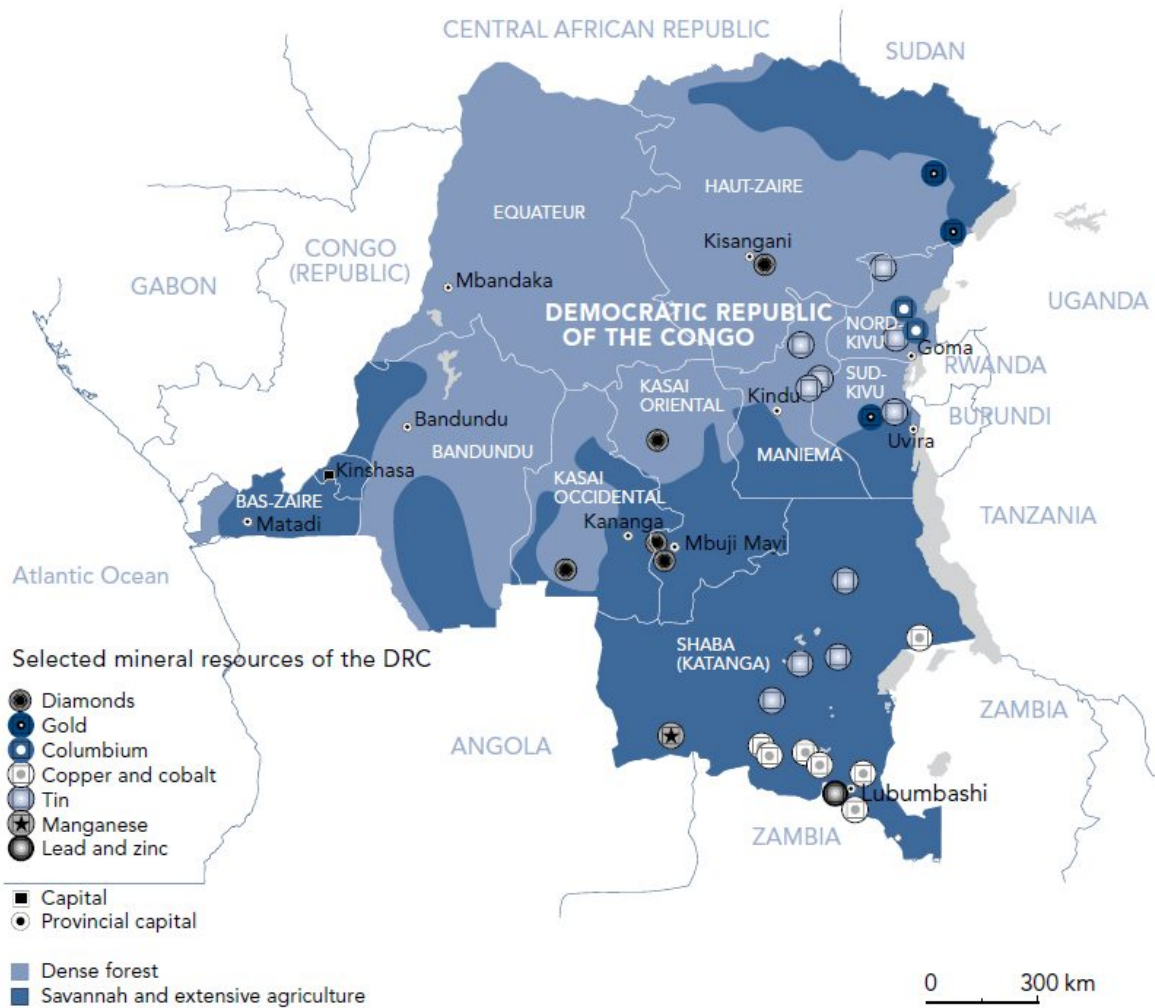 CENTRAL AFRICAN REPUBLIC
SUDAN
HAUT-ZAIRE
EQUATEUR
CONGO
(REPUBLIC)
Kisangani
GABON
Mbandaka
UGANDA
DEMOCRATIC REPUBLIC
OF THE CONGO
NORD-
KIVU
Goma
RWANDA
KASAI
ORIENTAL
SUD-
KIVU
Kindu
BURUNDI
Bandundu
Uvira
BANDUNDU
MANIEMA
Kinshasa
KASAI
OCCIDENTAL
BAS-ZAIRE
Matadi
Kananga
Mbuji Mayi
TANZANIA
Atlantic Ocean
SHABA
(KATANGA)
ZAMBIA
ANGOLA
Lubumbashi
ZAMBIA
Selected mineral resources of the DRC
Diamonds
Gold
Columbium
Copper and cobalt
Tin
Manganese
Lead and zinc
Capital
Provincial capital
Dense forest
Savannah and extensive agriculture
0 300 km